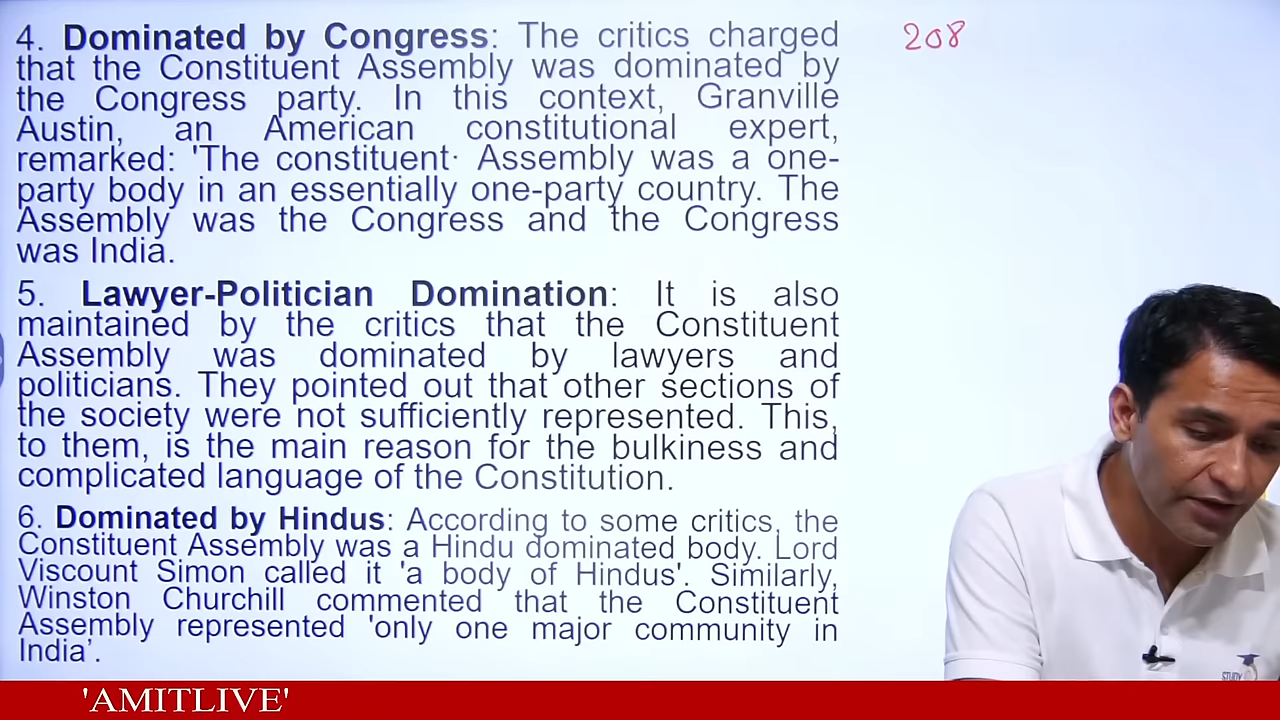 4. Dominated by Congress: The critics charged
that the Constituent Assembly was dominated by
the Congress party. In this context, Granville
Austin, an American constitutional expert,
remarked: 'The constituent· Assembly was a one-
party body in an essentially one-party country. The
Assembly was the Congress and the Congress
was India.
208
5. Lawyer-Politician Domination: It is also
maintained by the critics that the Constituent
Assembly was dominated by lawyers and
politicians. They pointed out that other sections of
the society were not sufficiently represented. This,
to them, is the main reason for the bulkiness and
complicated language of the Constitution.
6. Dominated by Hindus: According to some critics, the
Constituent Assembly was a Hindu dominated body. Lord
Viscount Simon called it 'a body of Hindus'. Similarly,
Winston Churchill commented that the Constituent
Assembly represented 'only one major community in
India’.
STUDY
'AMITLIVE'